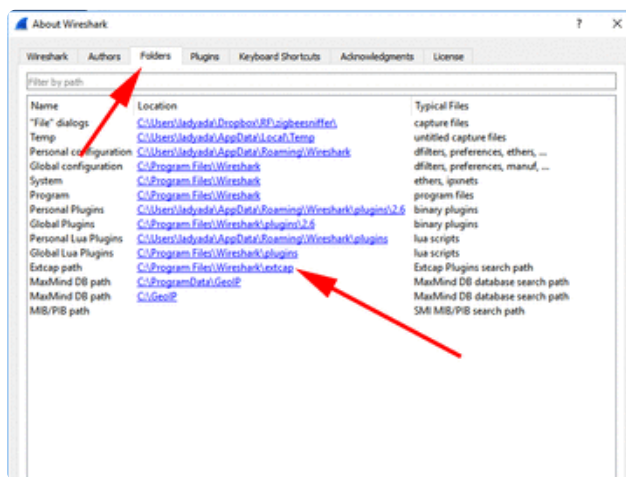 About Wireshark
Wireshark Authors Folders Plugins Keyboard Shortcuts Acknowledgments License
Filter by path
Name Location Typical Files
"File" dialogs C:\Users\ladyada\Dropbox\RF\zigbeesniffer\ capture files
Temp C:\Users\ladyada\AppData\Local\Temp untitled capture files
Personal configuration C:\Users\ladyada\AppData\Roaming\Wireshark dfilters, preferences, ethers, ...
Global configuration C:\Program Files\Wireshark dfilters, preferences, manuf, ...
System C:\Program Files\Wireshark ethers, ipxnets
Program C:\Program Files\Wireshark program files
Personal Plugins C:\Users\ladyada\AppData\Roaming\Wireshark\plugins\2.6 binary plugins
Global Plugins C:\Program Files\Wireshark\plugins\2.6 binary plugins
Personal Lua Plugins C:\Users\ladyada\AppData\Roaming\Wireshark\plugins lua scripts
Global Lua Plugins C:\Program Files\Wireshark\plugins lua scripts
Extcap path C:\Program Files\Wireshark\extcap Extcap Plugins search path
MaxMind DB path C:\ProgramData\GeoIP MaxMind DB database search path
MaxMind DB path C:\GeoIP MaxMind DB database search path
MIB/PIB path SMI MIB/PIB search path